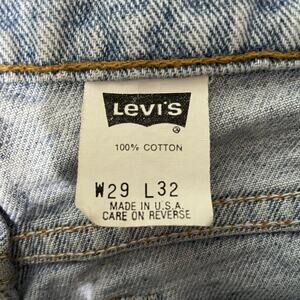 Levi's
®
100% COTTON
W29 L32
MADE IN U.S.A.
CARE ON REVERSE